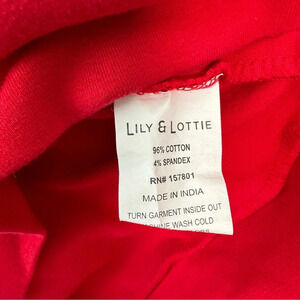 LILY & LOTTIE
96% COTTON
4% SPANDEX
RN# 157801
MADE IN INDIA
TURN GARMENT INSIDE OUT
WASH COLD